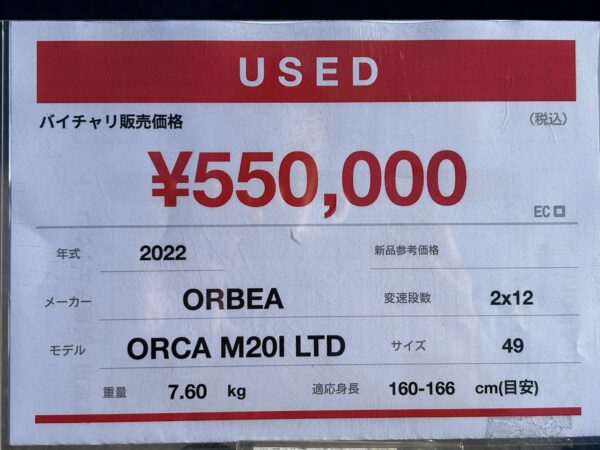 USED
バイチャリ販売価格 (税込)
¥550,000
EC
年式 2022 新品参考価格
メーカー ORBEA 変速段数 2x12
モデル ORCA M20I LTD サイズ 49
重量 7.60 kg 適応身長 160-166 cm(目安)